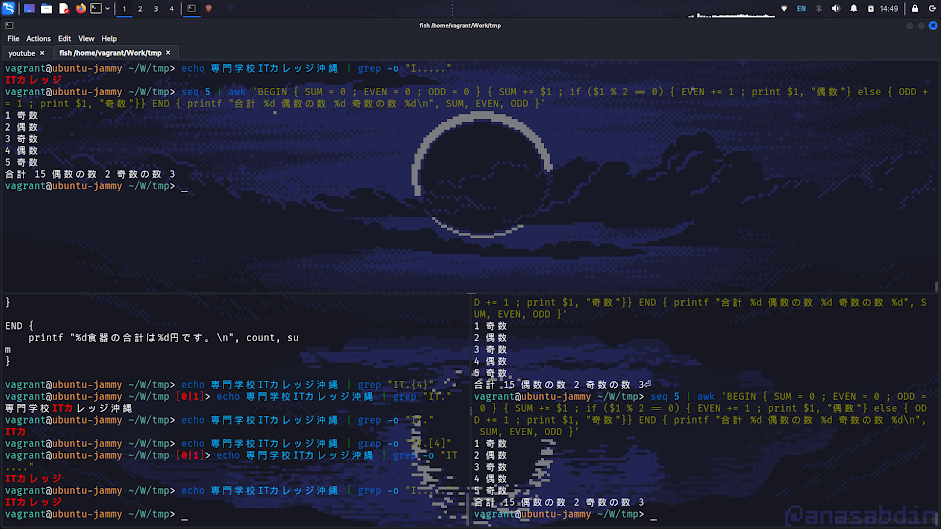 1 2 3 4 EN 14:49
fish /home/vagrant/Work/tmp
File Actions Edit View Help
youtube × fish /home/vagrant/Work/tmp ×
vagrant@ubuntu-jammy ~/W/tmp> echo 専門学校ITカレッジ沖縄 | grep -o "I....."
ITカレッジ
vagrant@ubuntu-jammy ~/W/tmp> seq 5 | awk 'BEGIN { SUM = 0 ; EVEN = 0 ; ODD = 0 } { SUM += $1 ; if ($1 % 2 == 0) { EVEN += 1 ; print $1, "偶数"} else { ODD +
= 1 ; print $1, "奇数"}} END { printf "合計 %d 偶数の数 %d 奇数の数 %d\n", SUM, EVEN, ODD }'
1 奇数
2 偶数
3 奇数
4 偶数
5 奇数
合計 15 偶数の数 2 奇数の数 3
vagrant@ubuntu-jammy ~/W/tmp> _
}
END {
printf "%d食器の合計は%d円です。\n", count, su
m
}
vagrant@ubuntu-jammy ~/W/tmp> echo 専門学校ITカレッジ沖縄 | grep "IT.{4}"
vagrant@ubuntu-jammy ~/W/tmp [0|1]> echo 専門学校ITカレッジ沖縄 | grep "IT."
専門学校ITカレッジ沖縄
vagrant@ubuntu-jammy ~/W/tmp> echo 専門学校ITカレッジ沖縄 | grep -o "IT."
ITカ
vagrant@ubuntu-jammy ~/W/tmp> echo 専門学校ITカレッジ沖縄 | grep -o "IT.[4]"
vagrant@ubuntu-jammy ~/W/tmp [0|1]> echo 専門学校ITカレッジ沖縄 | grep -o "IT
...."
ITカレッジ
vagrant@ubuntu-jammy ~/W/tmp> echo 専門学校ITカレッジ沖縄 | grep -o "I....."
ITカレッジ
vagrant@ubuntu-jammy ~/W/tmp> _
D += 1 ; print $1, "奇数"}} END { printf "合計 %d 偶数の数 %d 奇数の数 %d", S
UM, EVEN, ODD }'
1 奇数
2 偶数
3 奇数
4 偶数
5 奇数
合計 15 偶数の数 2 奇数の数 3⏎
vagrant@ubuntu-jammy ~/W/tmp> seq 5 | awk 'BEGIN { SUM = 0 ; EVEN = 0 ; ODD
= 0 } { SUM += $1 ; if ($1 % 2 == 0) { EVEN += 1 ; print $1, "偶数"} else { OD
D += 1 ; print $1, "奇数"}} END { printf "合計 %d 偶数の数 %d 奇数の数 %d\n"
, SUM, EVEN, ODD }'
1 奇数
2 偶数
3 奇数
4 偶数
5 奇数
合計 15 偶数の数 2 奇数の数 3
vagrant@ubuntu-jammy ~/W/tmp> _
@anasabdin